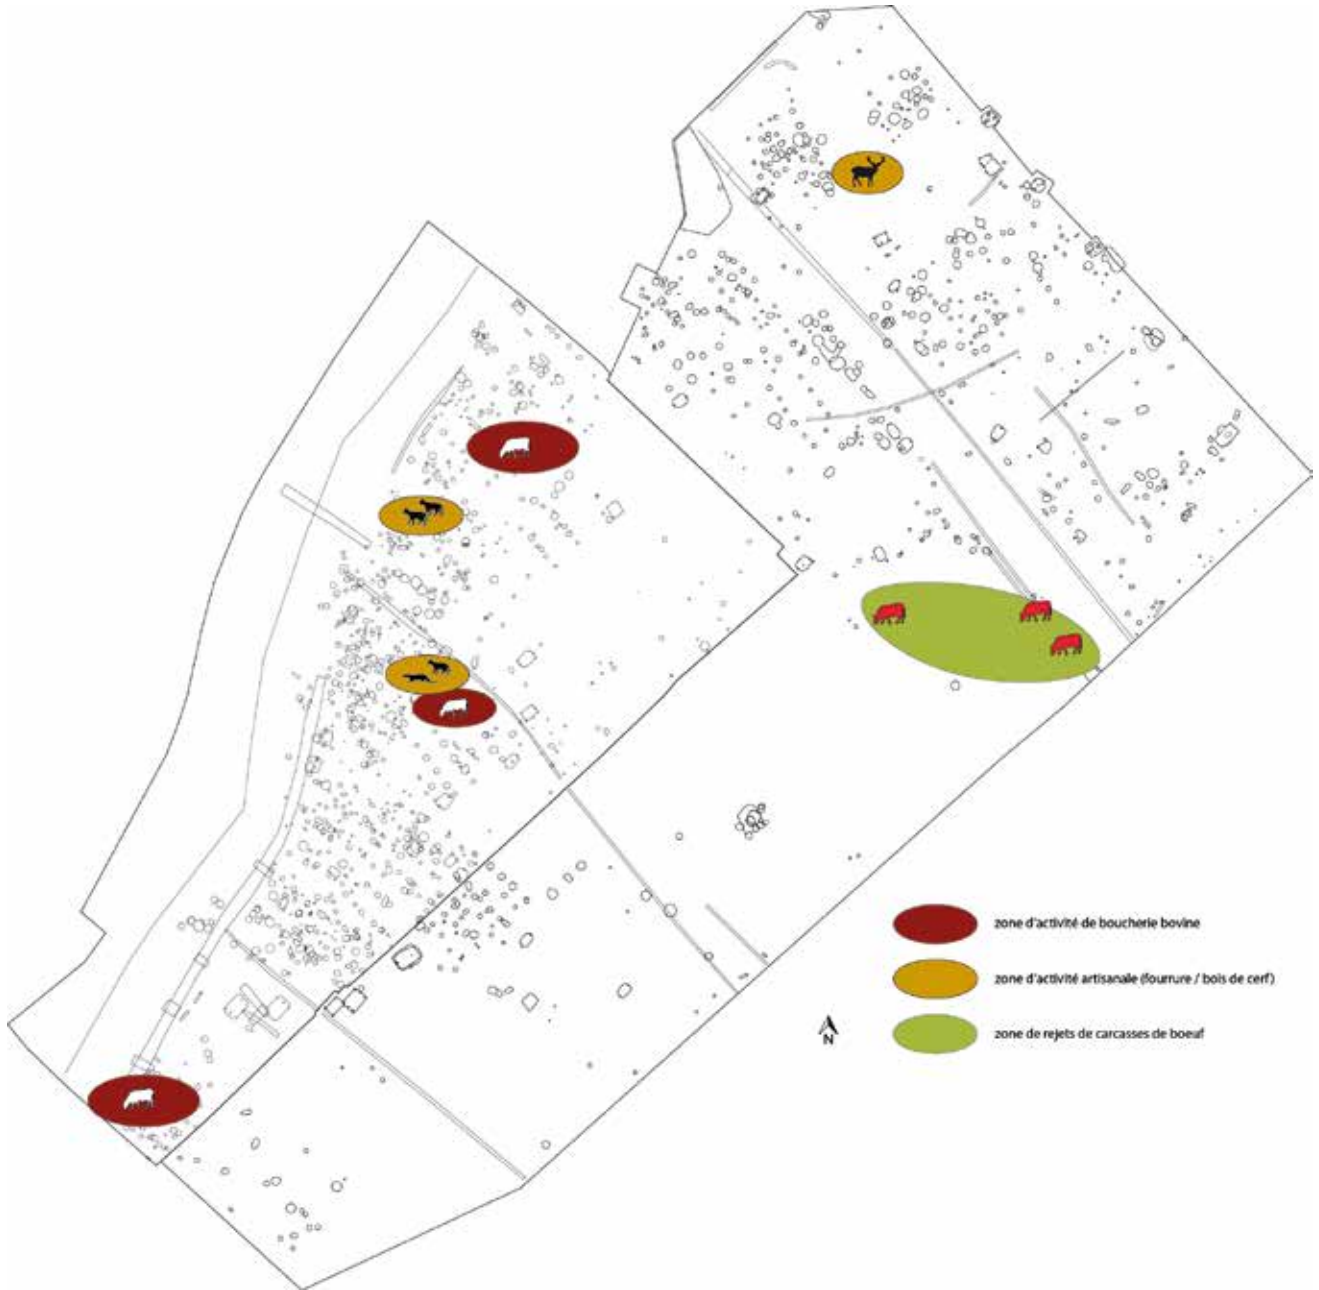 zone d'activité de boucherie bovine
zone d'activité artisanale (fourrure / bois de cerf)
N
zone de rejets de carcasses de boeuf